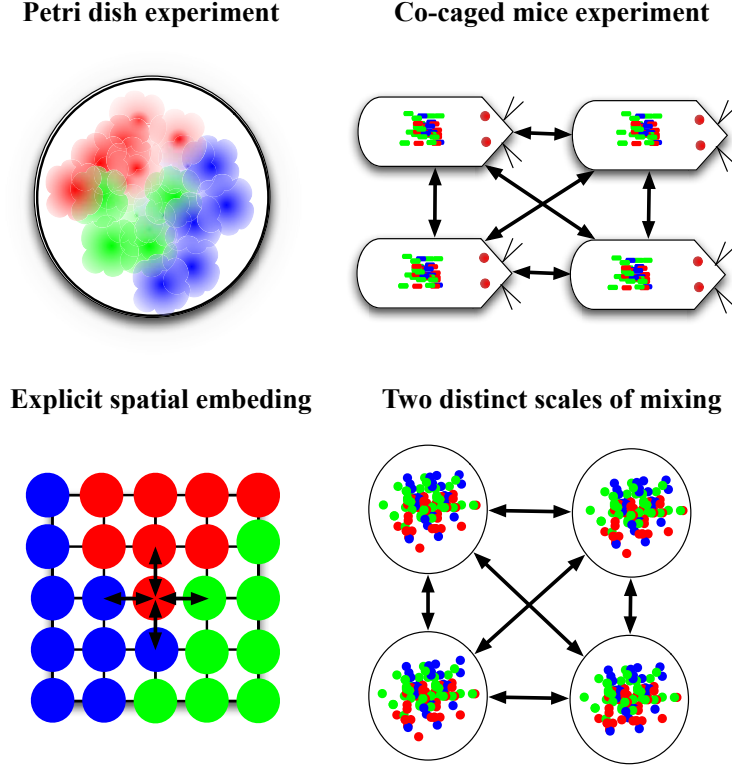 Petri dish experiment
Co-caged mice experiment
Explicit spatial embeding
Two distinct scales of mixing